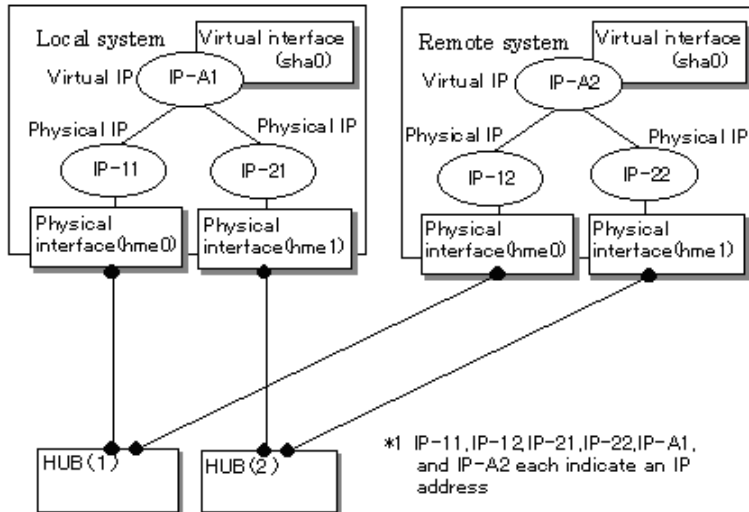 Local system
Virtual interface
(sha0)
Virtual IP
IP-A1
Physical IP
Physical IP
IP-11
IP-21
Physical
interface(hme0)
Physical
interface(hme1)
Remote system
Virtual interface
(sha0)
Virtual IP
IP-A2
Physical IP
Physical IP
IP-12
IP-22
Physical
interface(hme0)
Physical
interface(hme1)
HUB(1)
HUB(2)
*1 IP-11,IP-12,IP-21,IP-22,IP-A1,
and IP-A2 each indicate an IP
address